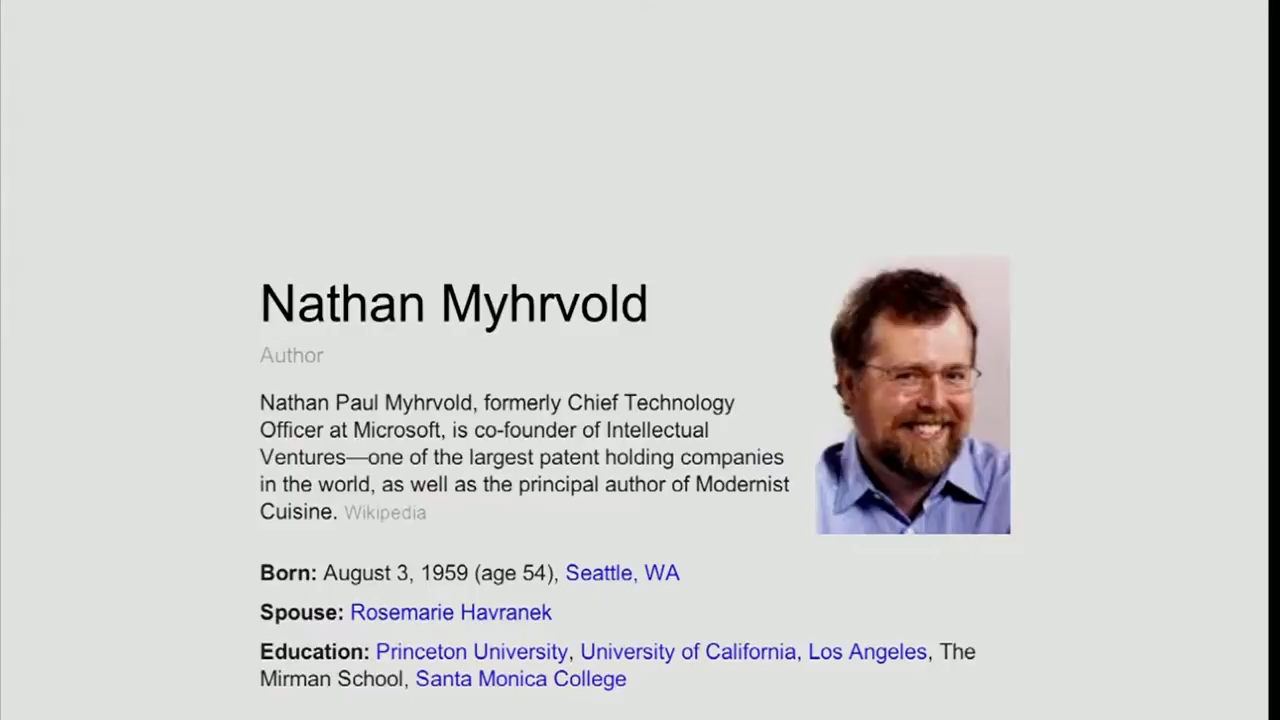 Nathan Myhrvold
Author
Nathan Paul Myhrvold, formerly Chief Technology
Officer at Microsoft, is co-founder of Intellectual
Ventures—one of the largest patent holding companies
in the world, as well as the principal author of Modernist
Cuisine. Wikipedia
Born: August 3, 1959 (age 54), Seattle, WA
Spouse: Rosemarie Havranek
Education: Princeton University, University of California, Los Angeles, The
Mirman School, Santa Monica College